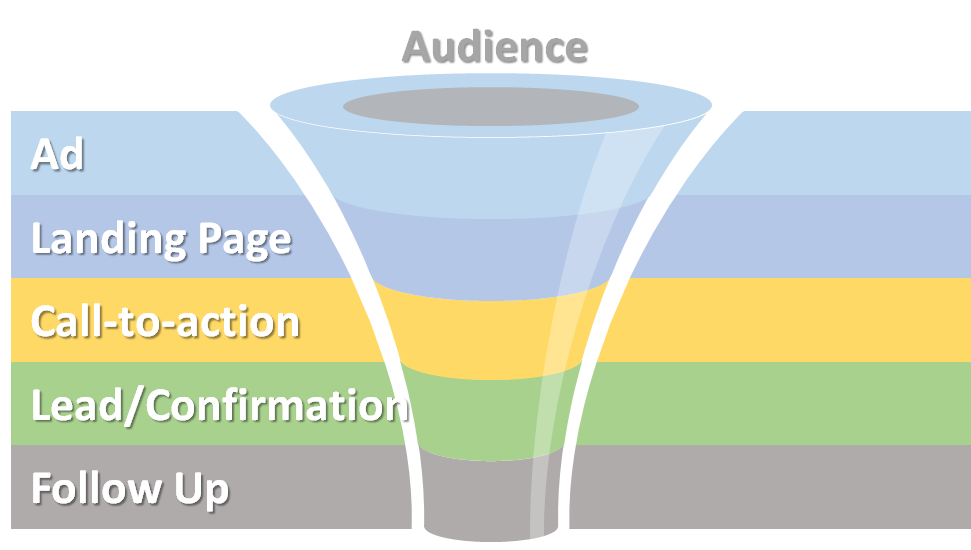 Audience
Ad
Landing Page
Call-to-action
Lead/Confirmation
Follow Up